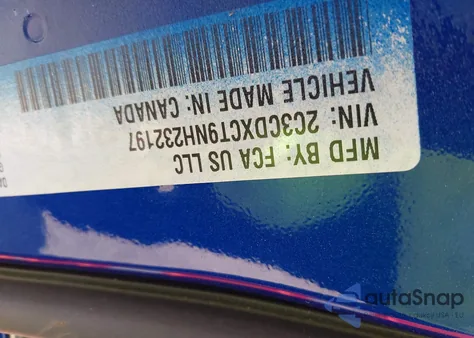 MFD BY: FCA US LLC
VIN: 2C3CDXCT9NH232197
VEHICLE MADE IN: CANADA
autoSnap